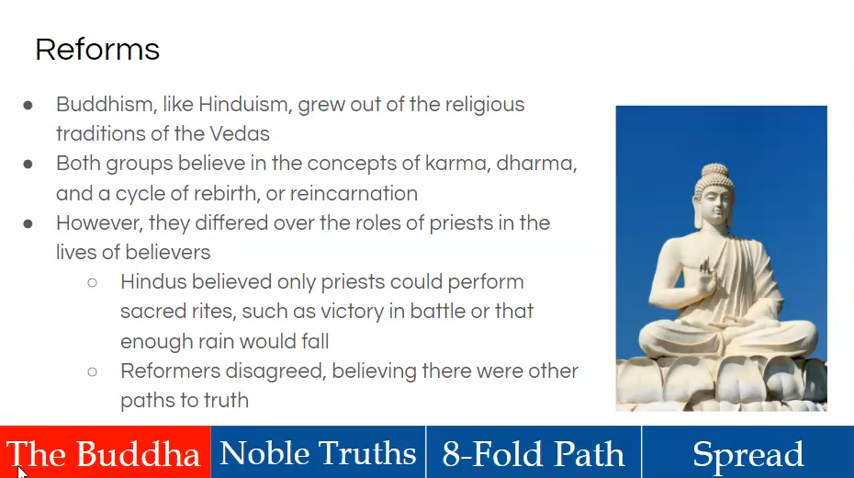 Reforms
● Buddhism, like Hinduism, grew out of the religious
traditions of the Vedas
● Both groups believe in the concepts of karma, dharma,
and a cycle of rebirth, or reincarnation
● However, they differed over the roles of priests in the
lives of believers
○ Hindus believed only priests could perform
sacred rites, such as victory in battle or that
enough rain would fall
○ Reformers disagreed, believing there were other
paths to truth
The Buddha
Noble Truths
8-Fold Path
Spread